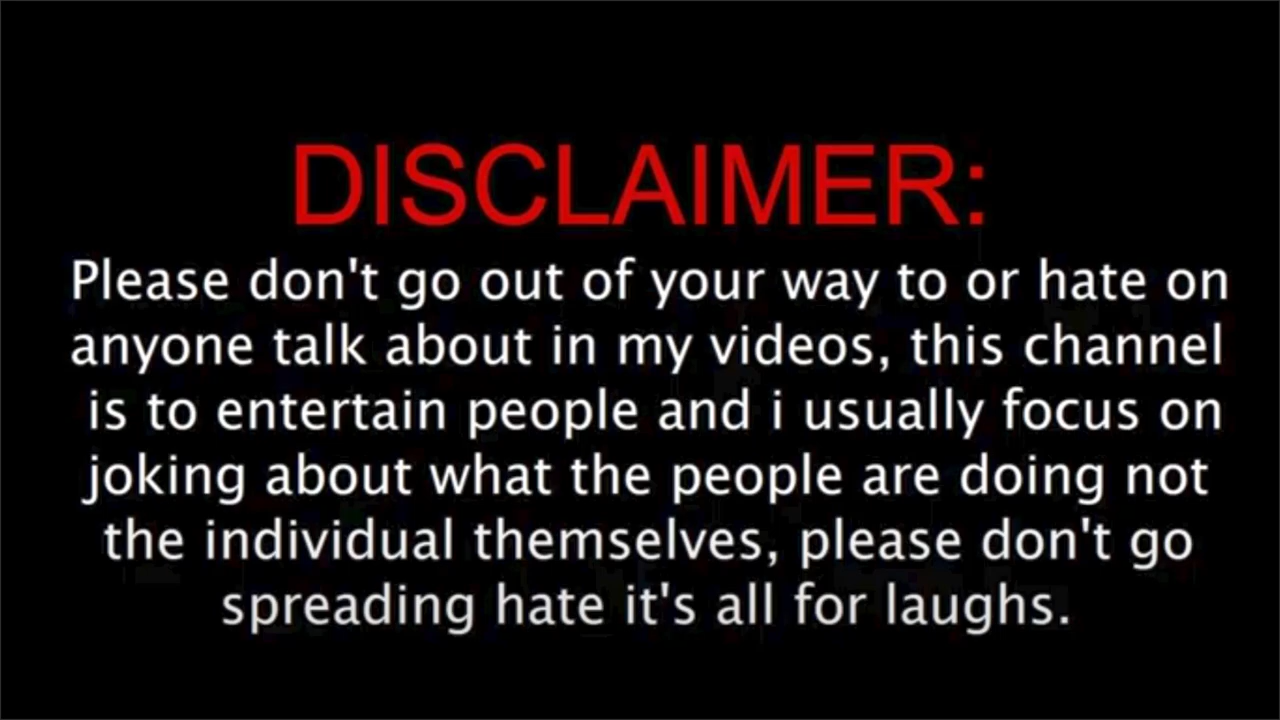 DISCLAIMER:
Please don't go out of your way to or hate on
anyone talk about in my videos, this channel
is to entertain people and i usually focus on
joking about what the people are doing not
the individual themselves, please don't go
spreading hate it's all for laughs.